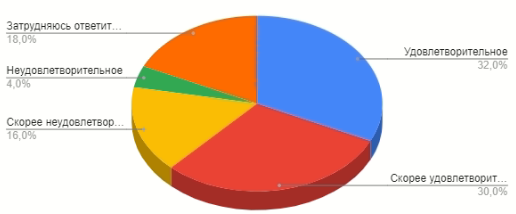 Затрудняюсь ответит…
18,0%
Удовлетворительное
32,0%
Неудовлетворительное
4,0%
Скорее неудовлетвор…
16,0%
Скорее удовлетворит…
30,0%